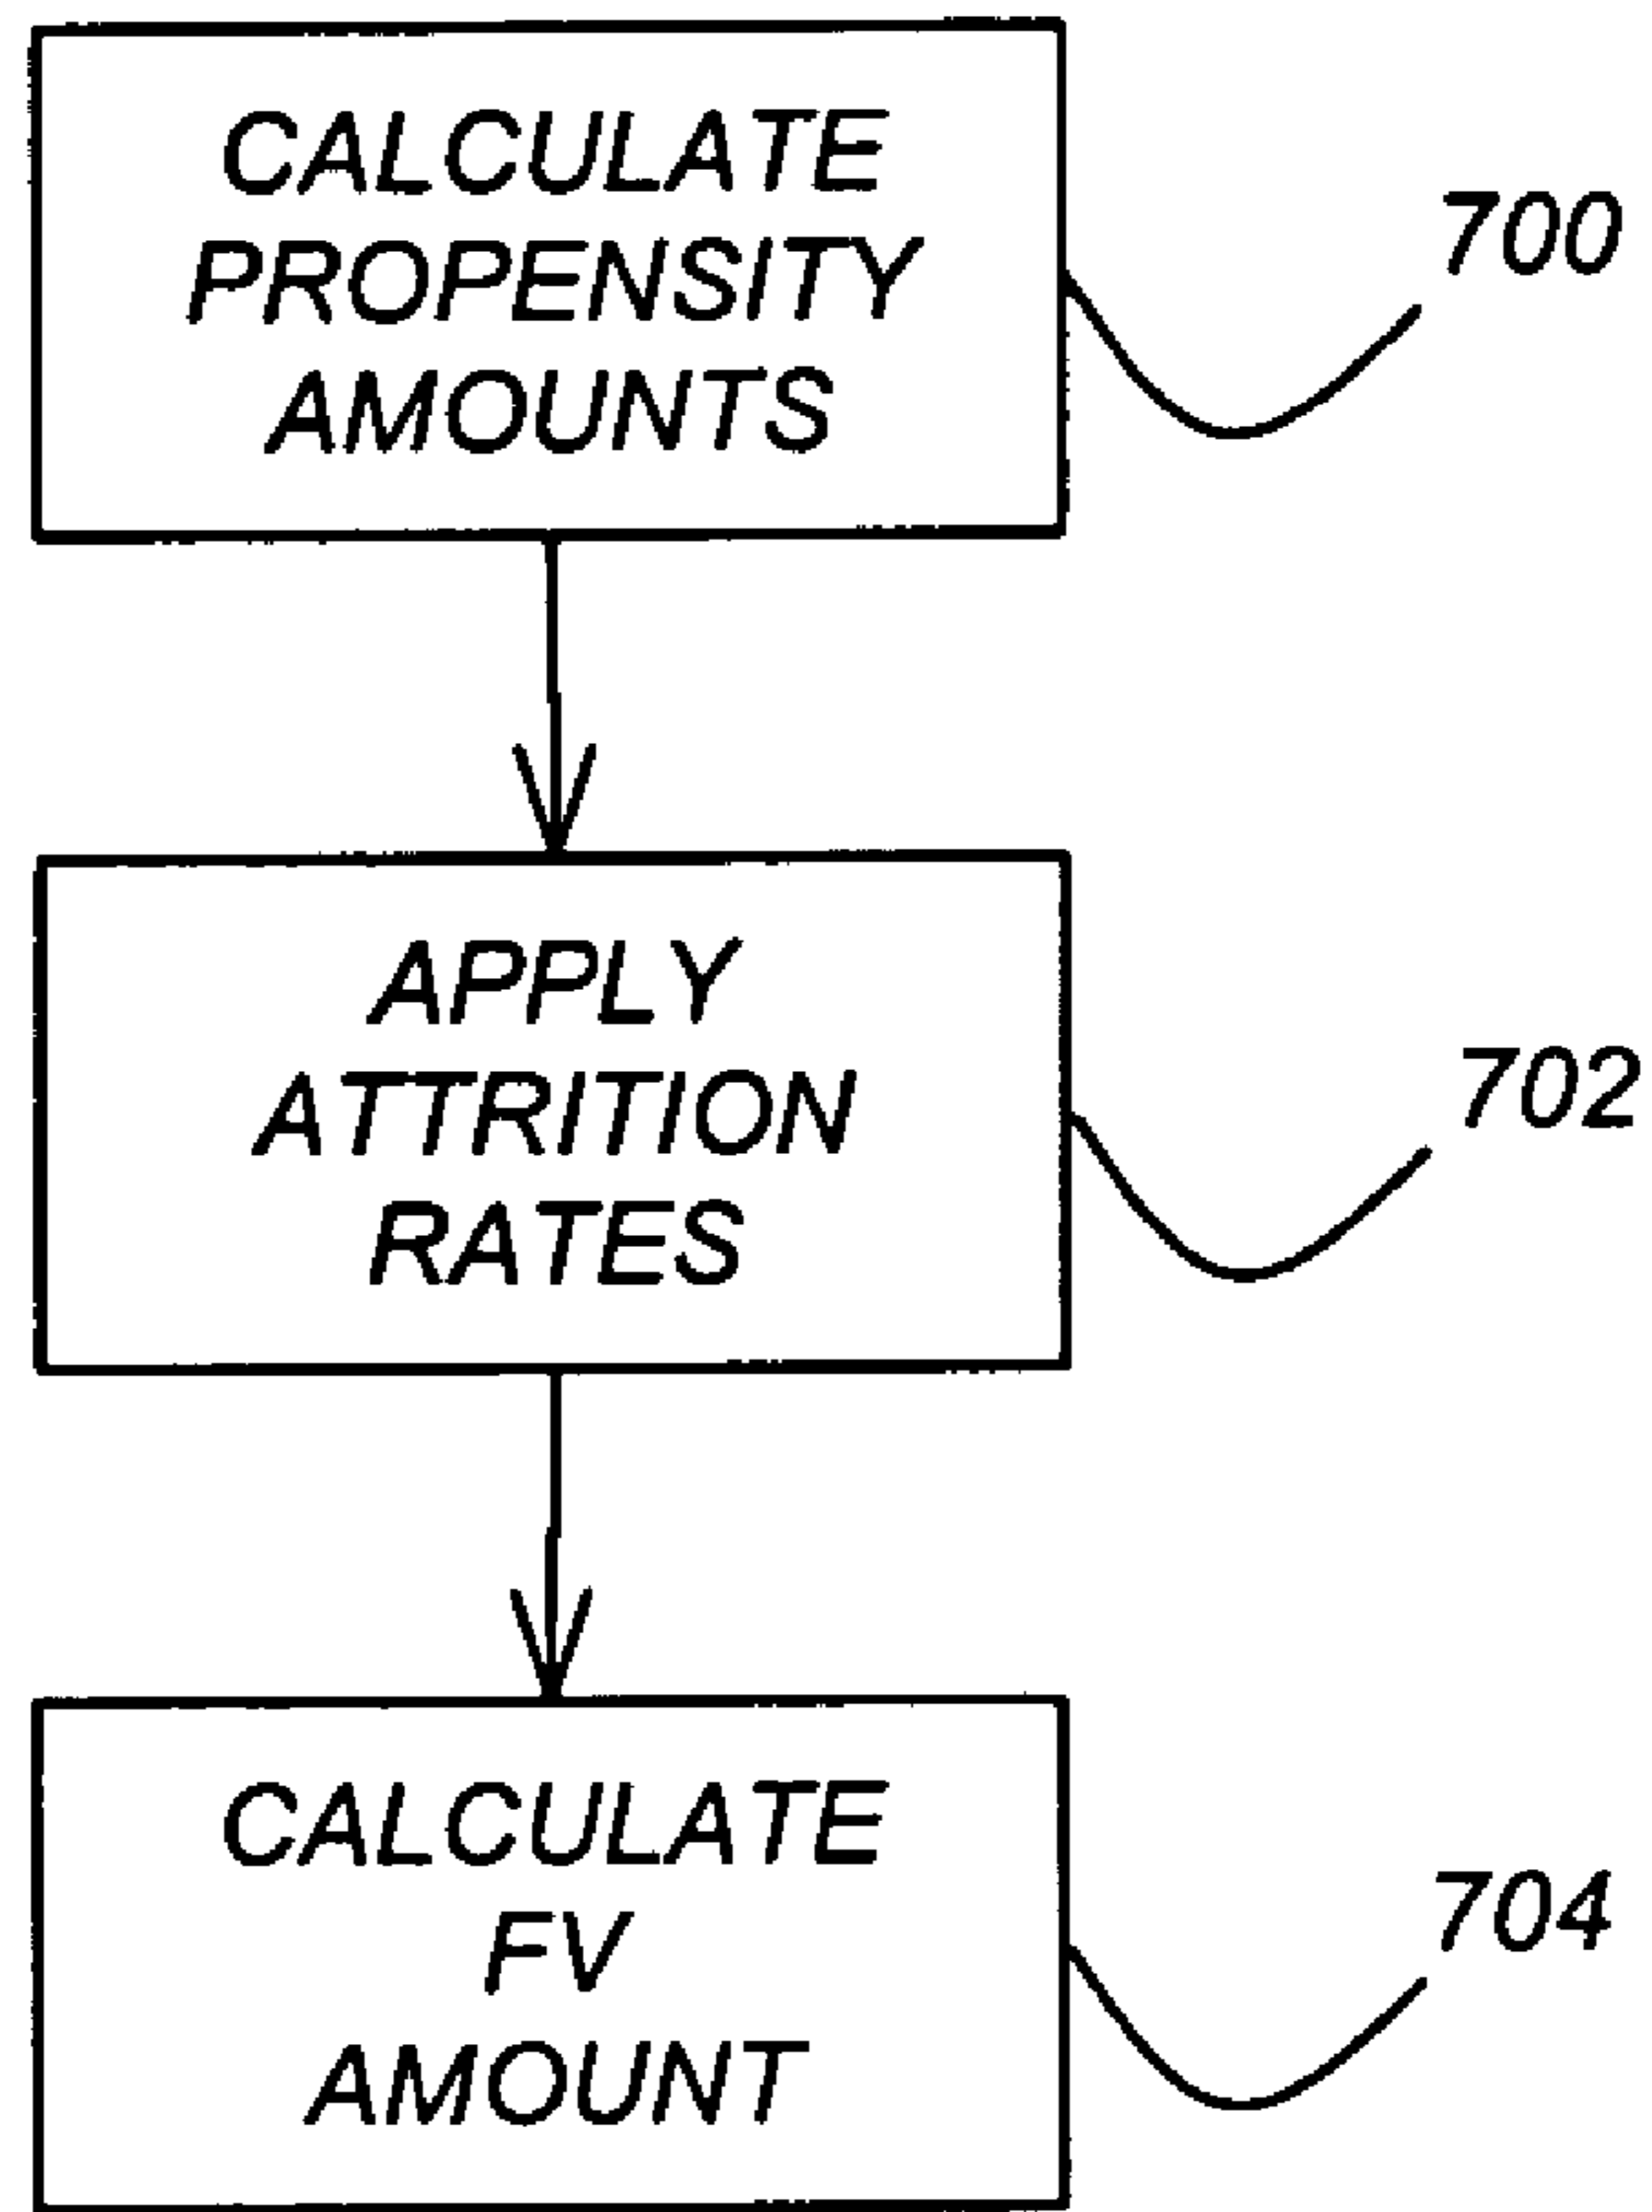 CALCULATE
PROPENSITY
AMOUNTS
700
APPLY
ATTRITION
RATES
702
CALCULATE
FV
AMOUNT
704